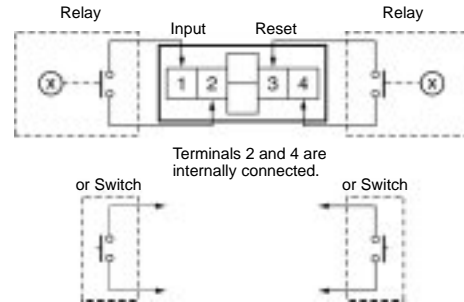 Relay
Input
Reset
Relay
X
1 2
3 4
X
Terminals 2 and 4 are
internally connected.
or Switch
or Switch